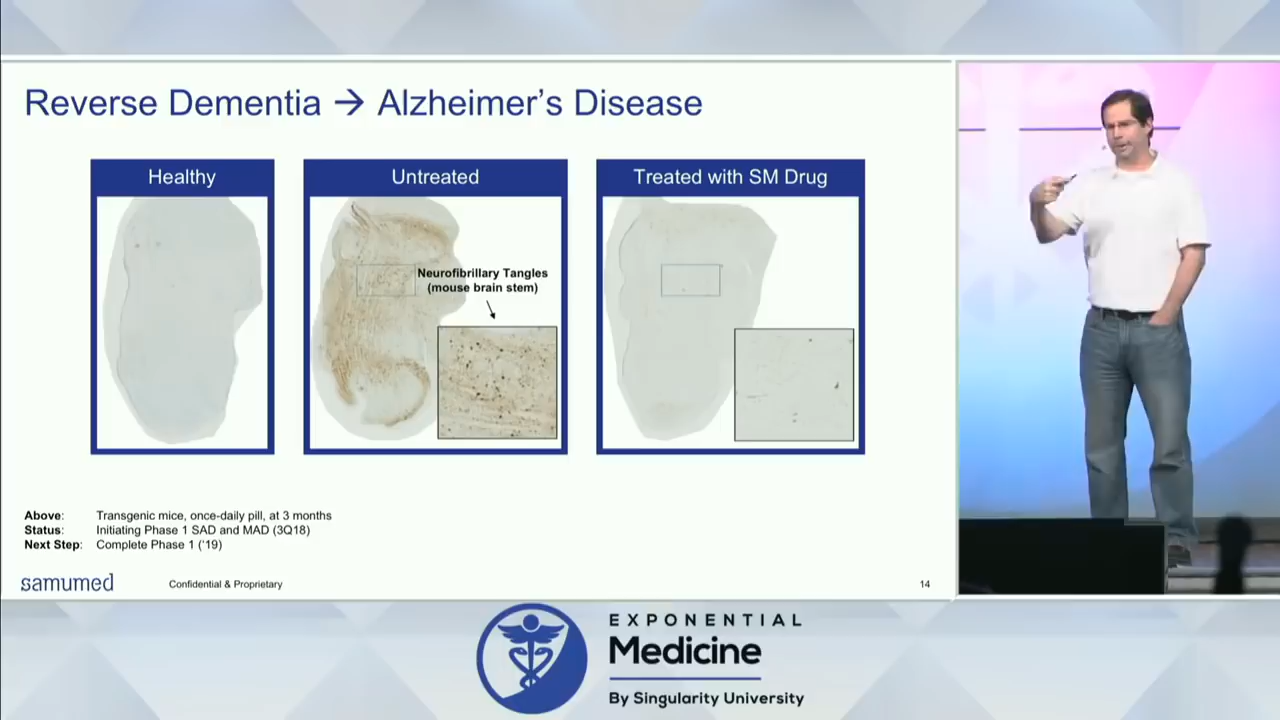 Reverse Dementia → Alzheimer's Disease
Healthy
Untreated
Treated with SM Drug
Neurofibrillary Tangles
(mouse brain stem)
Above: Transgenic mice, once-daily pill, at 3 months
Status: Initiating Phase 1 SAD and MAD (3Q18)
Next Step: Complete Phase 1 ('19)
samumed
Confidential & Proprietary
14
EXPONENTIAL
Medicine
By Singularity University